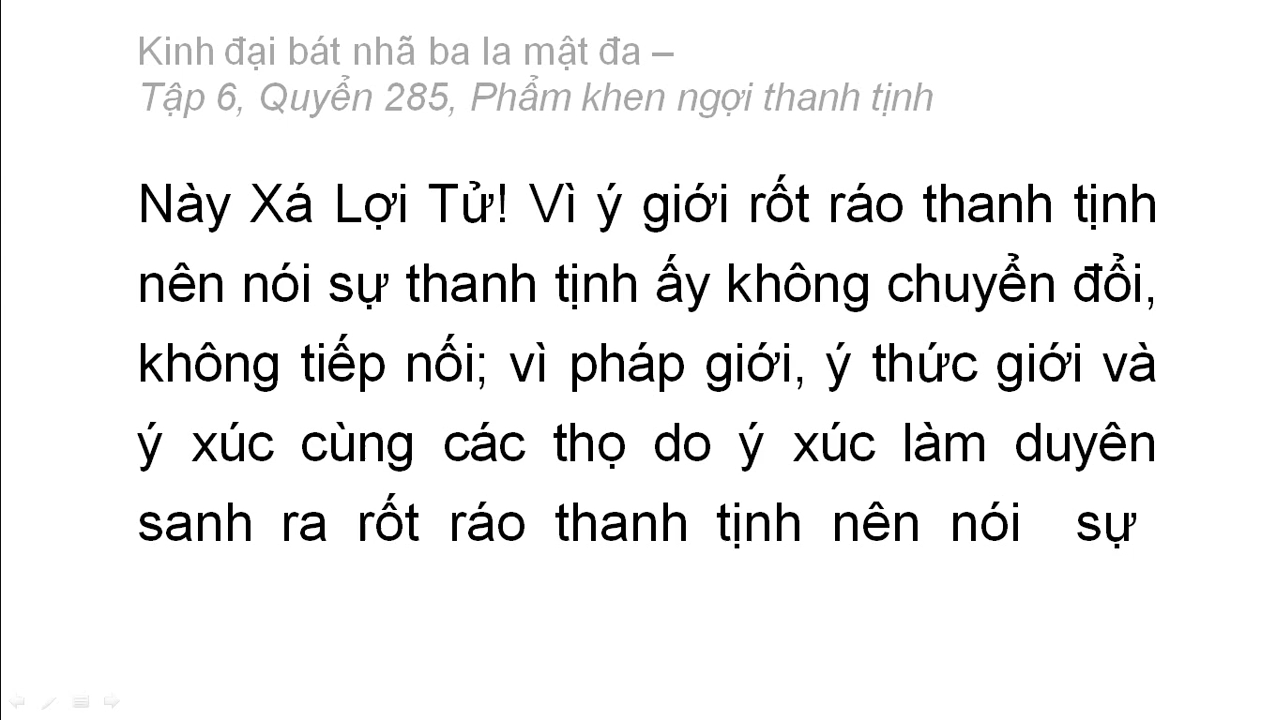 Kinh đại bát nhã ba la mật đa –
Tập 6, Quyển 285, Phẩm khen ngợi thanh tịnh
Này Xá Lợi Tử! Vì ý giới rốt ráo thanh tịnh
nên nói sự thanh tịnh ấy không chuyển đổi,
không tiếp nối; vì pháp giới, ý thức giới và
ý xúc cùng các thọ do ý xúc làm duyên
sanh ra rốt ráo thanh tịnh nên nói sự